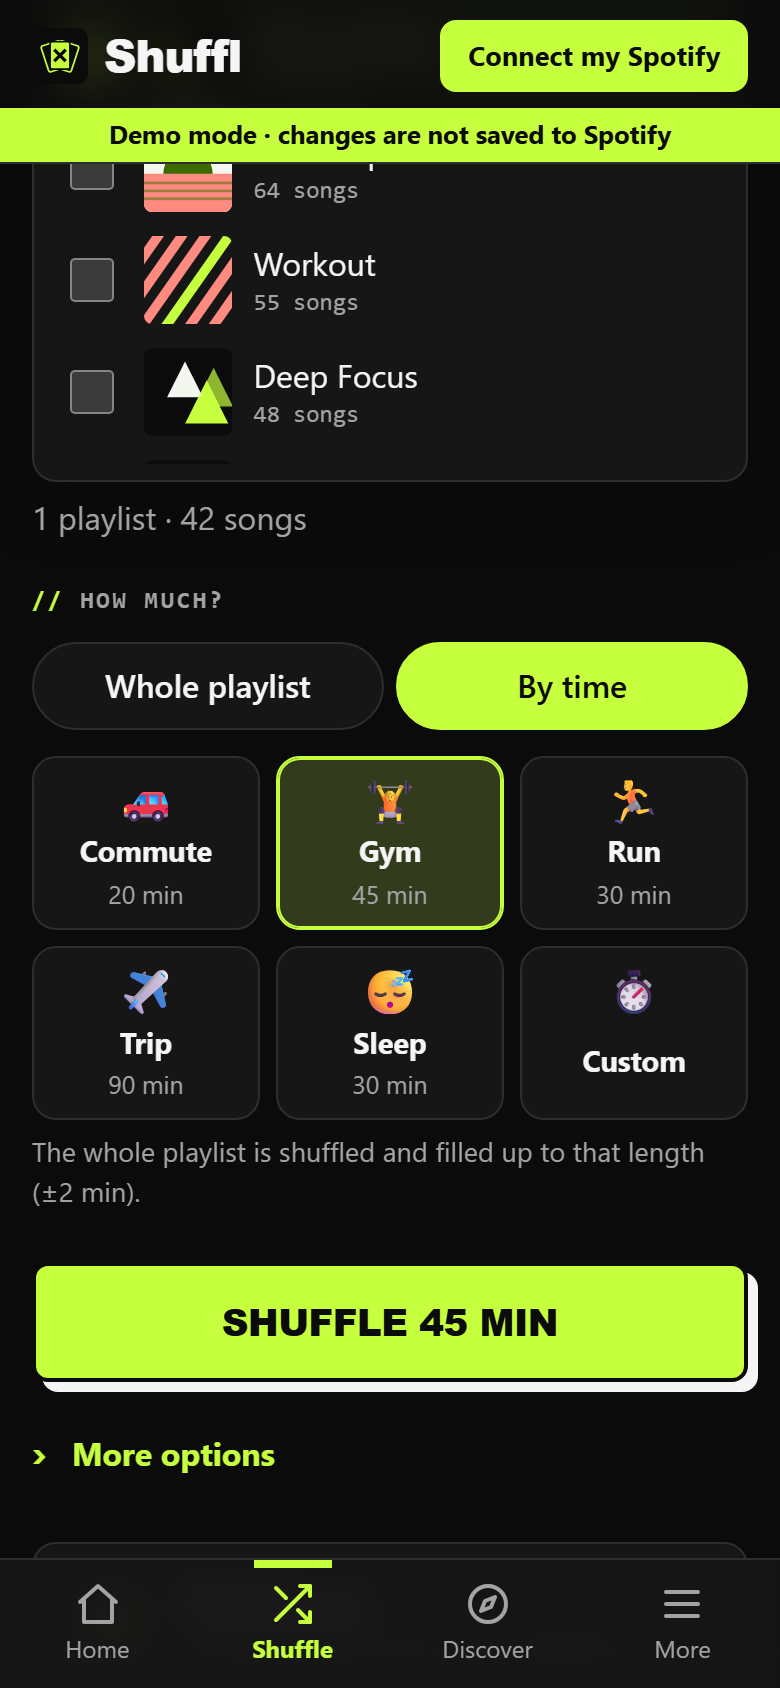 Shuffl
Connect my Spotify
Demo mode · changes are not saved to Spotify
64 songs
Workout
55 songs
Deep Focus
48 songs
1 playlist · 42 songs
// HOW MUCH?
Whole playlist
By time
Commute
20 min
Gym
45 min
Run
30 min
Trip
90 min
Sleep
30 min
Custom
The whole playlist is shuffled and filled up to that length
(±2 min).
SHUFFLE 45 MIN
› More options
Home
Shuffle
Discover
More